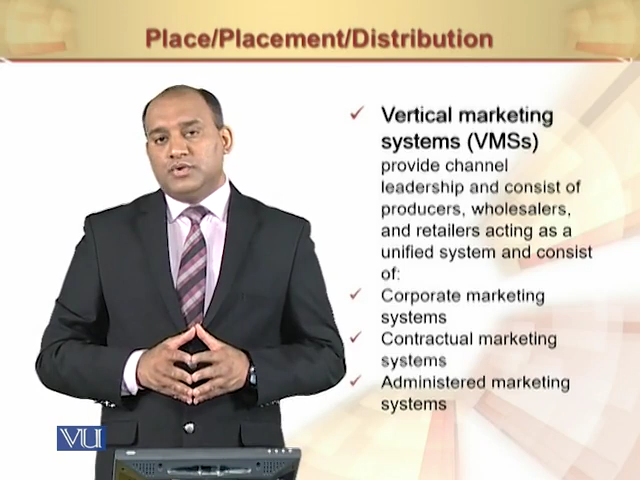 Place/Placement/Distribution
✓ Vertical marketing
systems (VMSs)
provide channel
leadership and consist of
producers, wholesalers,
and retailers acting as a
unified system and consist
of:
✓ Corporate marketing
systems
✓ Contractual marketing
systems
✓ Administered marketing
systems
VU